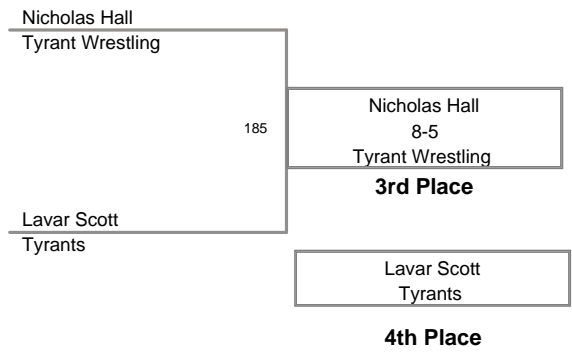 Nicholas Hall
Tyrant Wrestling
185
Nicholas Hall
8-5
Tyrant Wrestling
3rd Place
Lavar Scott
Tyrants
Lavar Scott
Tyrants
4th Place